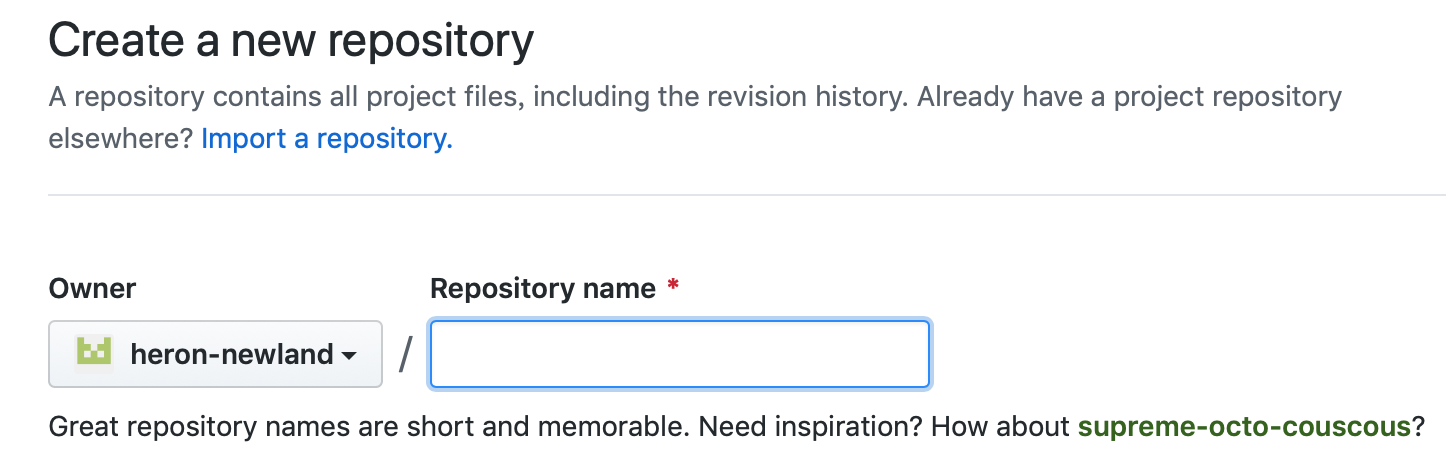 Create a new repository
A repository contains all project files, including the revision history. Already have a project repository
elsewhere? Import a repository.
Owner
Repository name *
heron-newland
/
Great repository names are short and memorable. Need inspiration? How about supreme-octo-couscous?